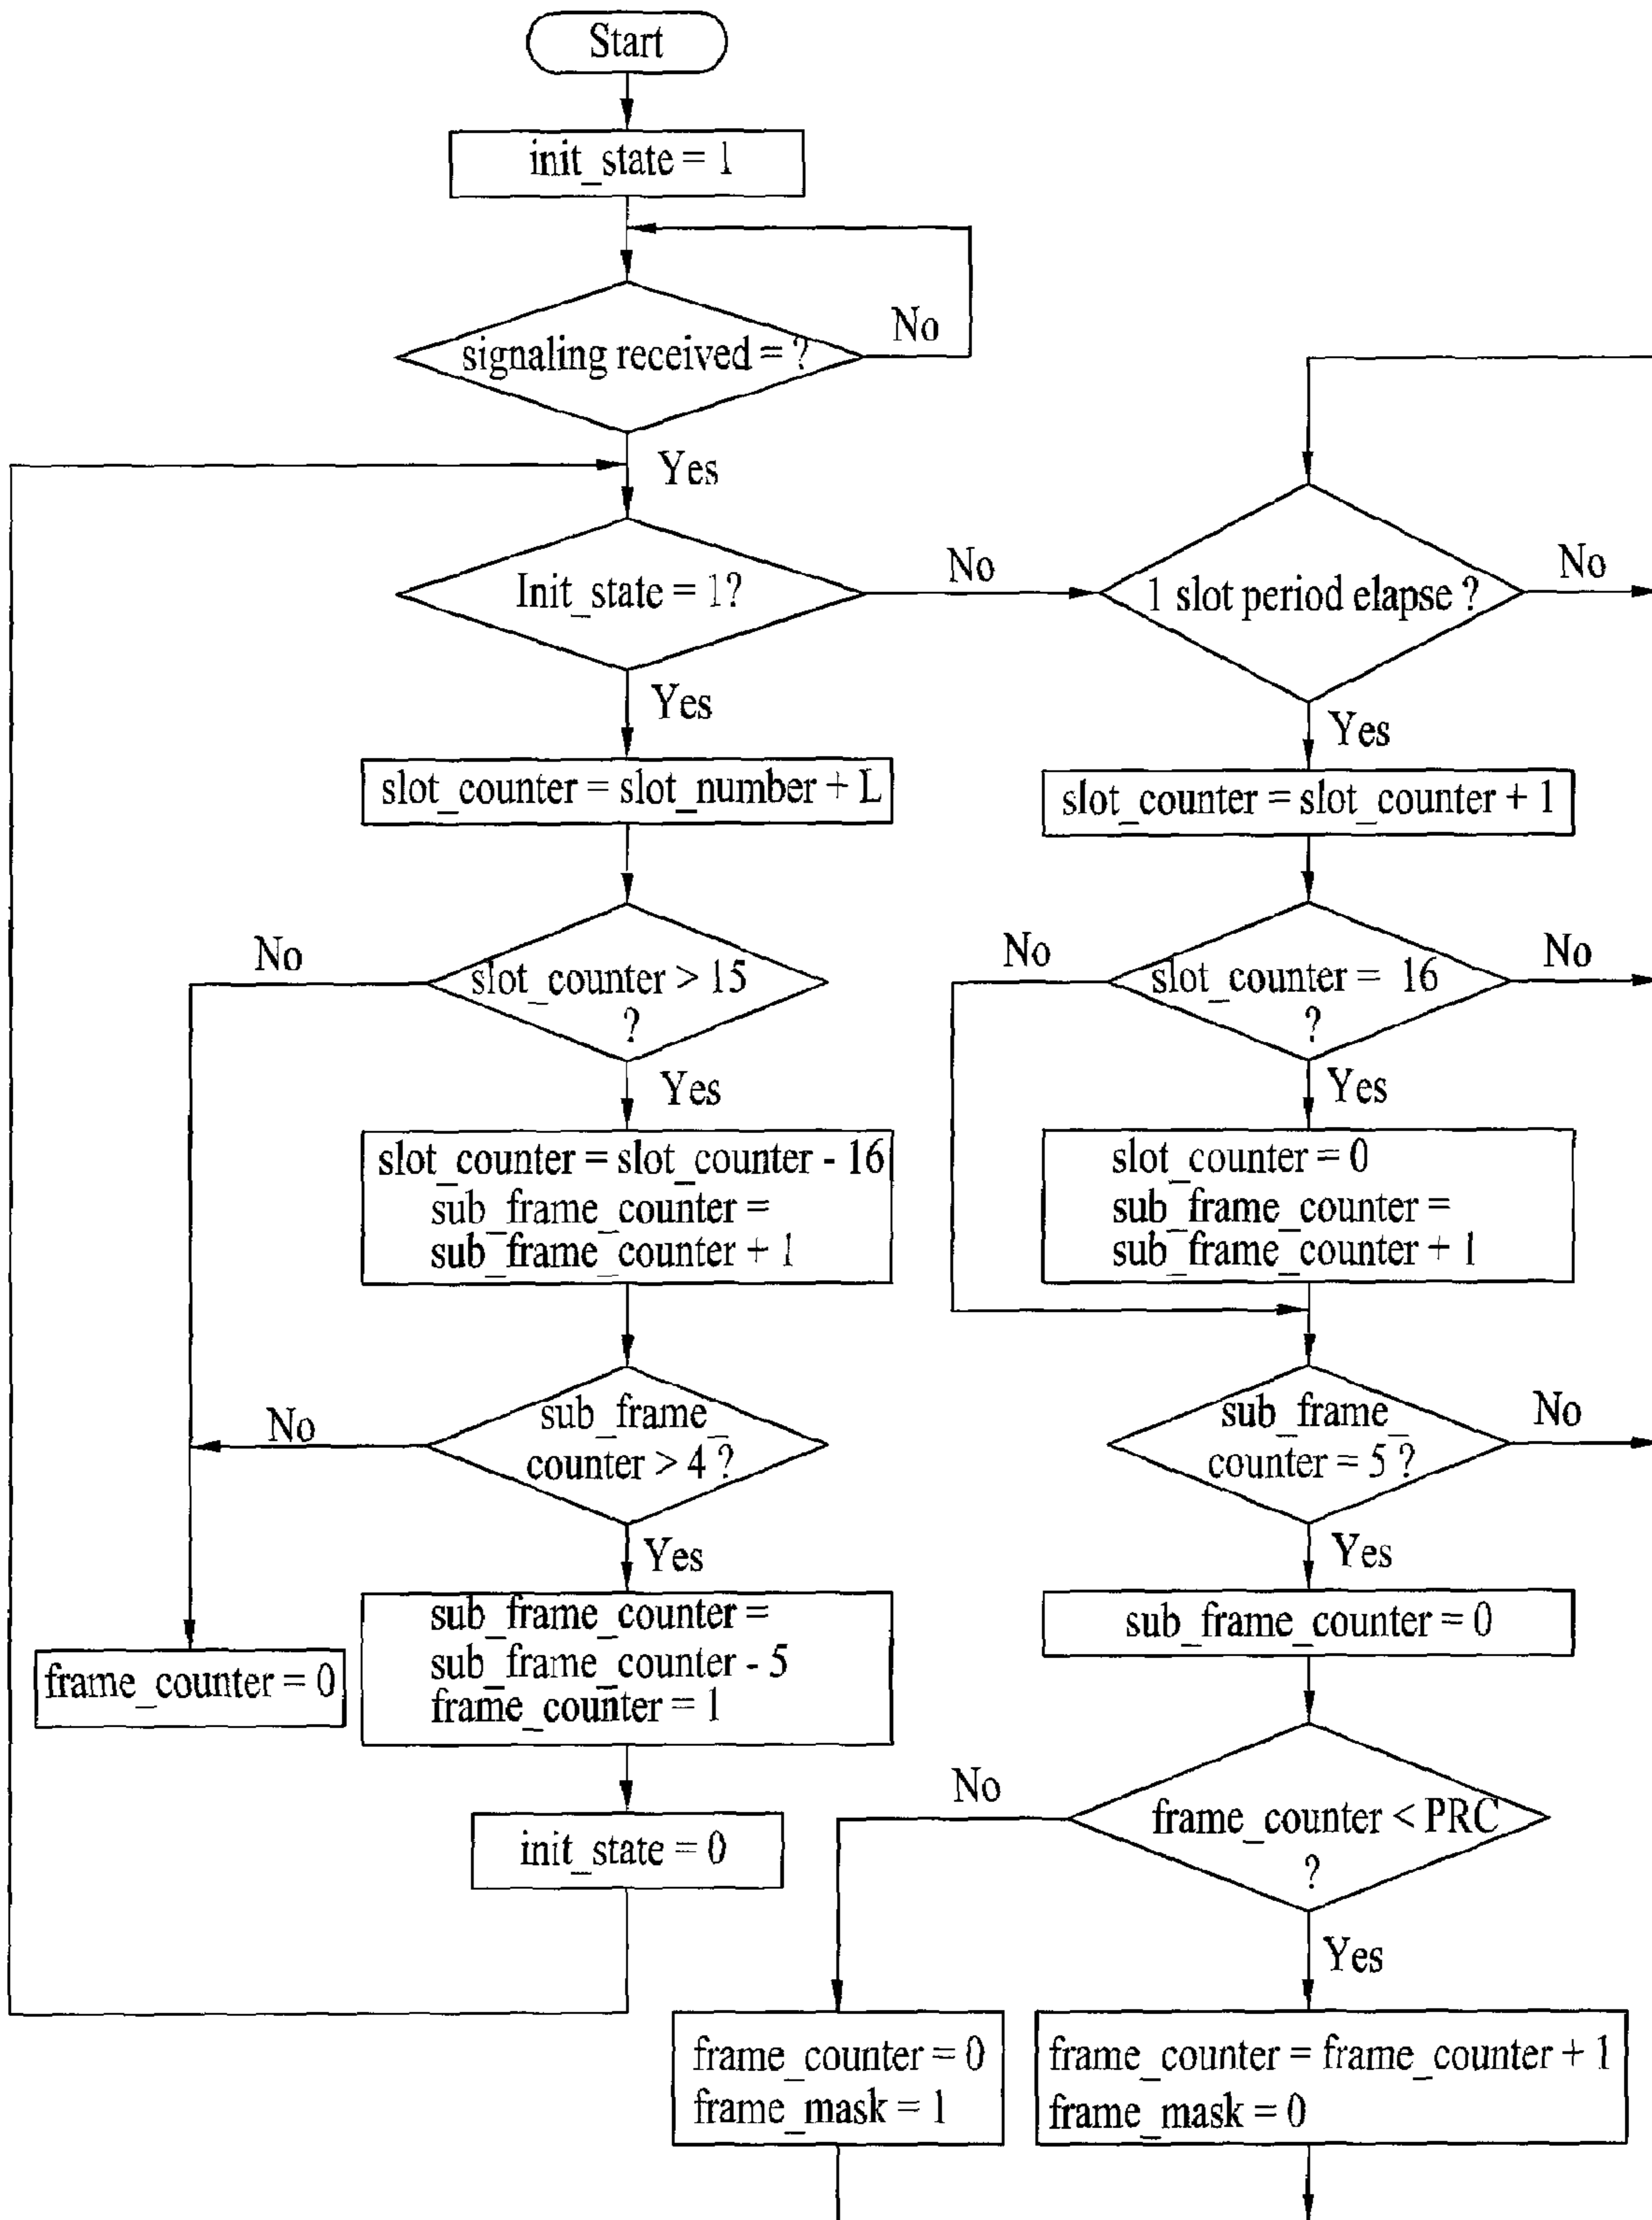 Start
init_state = 1
signaling received = ?
No
Yes
Init_state = 1?
No
1 slot period elapse ?
No
Yes
Yes
slot_counter = slot_number + L
slot_counter = slot_counter + 1
No
slot_counter > 15
?
No
slot_counter = 16
?
No
Yes
Yes
slot_counter = slot_counter - 16
sub_frame_counter =
sub_frame_counter + 1
slot_counter = 0
sub_frame_counter =
sub_frame_counter + 1
No
sub_frame_
counter > 4 ?
sub_frame_
counter = 5 ?
No
Yes
Yes
frame_counter = 0
sub_frame_counter =
sub_frame_counter - 5
frame_counter = 1
sub_frame_counter = 0
init_state = 0
No
frame_counter < PRC
?
Yes
frame_counter = 0
frame_mask = 1
frame_counter = frame_counter + 1
frame_mask = 0